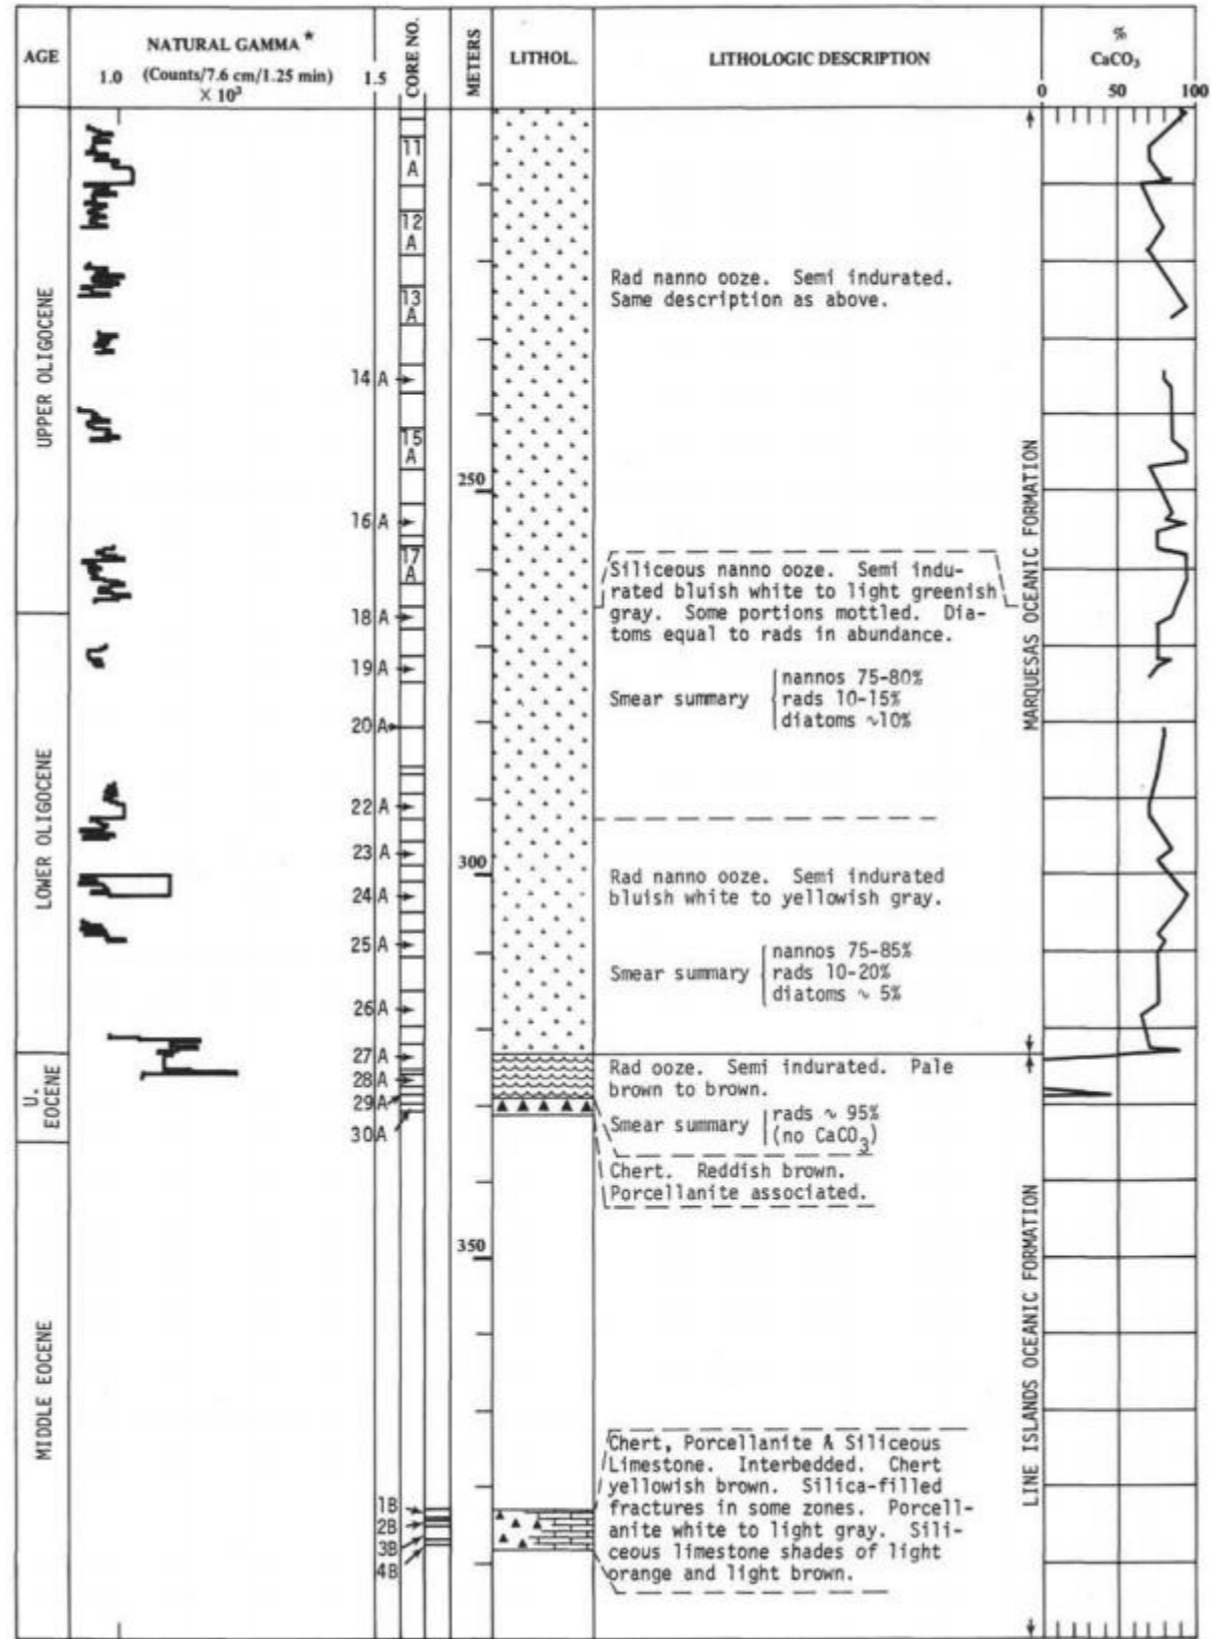 AGE
NATURAL GAMMA *
1.0 (Counts/7.6 cm/1.25 min) 1.5
× 10³
CORE NO.
METERS
LITHOL.
LITHOLOGIC DESCRIPTION
%
CaCO₃
0 50 100
UPPER OLIGOCENE
LOWER OLIGOCENE
U. EOCENE
MIDDLE EOCENE
11 A
12 A
13 A
14 A
15 A
16 A
17 A
18 A
19 A
20 A
22 A
23 A
24 A
25 A
26 A
27 A
28 A
29 A
30 A
1B
2B
3B
4B
250
300
350
Rad nanno ooze. Semi indurated.
Same description as above.
Siliceous nanno ooze. Semi indu-
rated bluish white to light greenish
gray. Some portions mottled. Dia-
toms equal to rads in abundance.
nannos 75-80%
Smear summary rads 10-15%
diatoms ∿10%
Rad nanno ooze. Semi indurated
bluish white to yellowish gray.
nannos 75-85%
Smear summary rads 10-20%
diatoms ∿ 5%
Rad ooze. Semi indurated. Pale
brown to brown.
Smear summary rads ∿ 95%
(no CaCO₃)
Chert. Reddish brown.
Porcellanite associated.
Chert, Porcellanite & Siliceous
Limestone. Interbedded. Chert
yellowish brown. Silica-filled
fractures in some zones. Porcell-
anite white to light gray. Sili-
ceous limestone shades of light
orange and light brown.
MARQUESAS OCEANIC FORMATION
LINE ISLANDS OCEANIC FORMATION